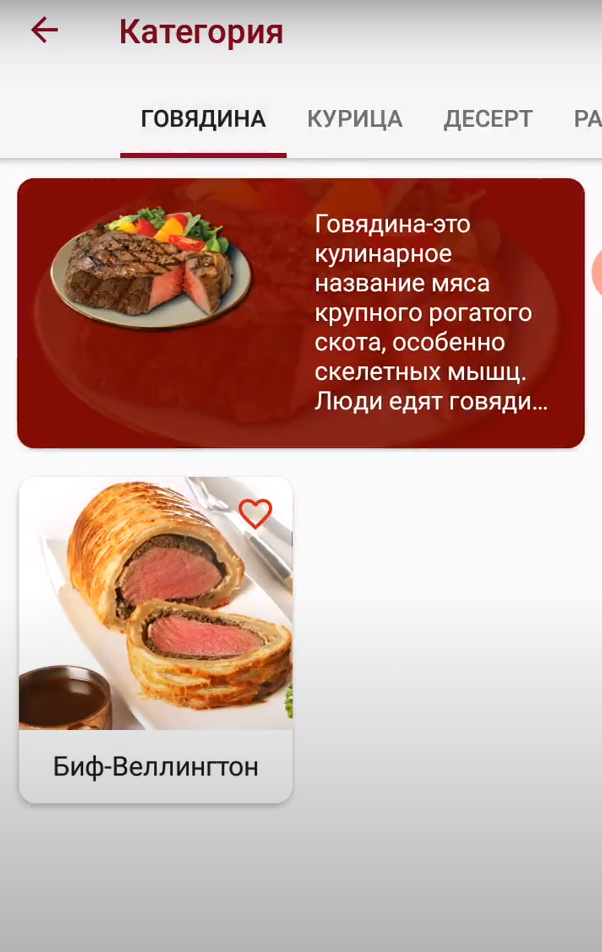 Категория
ГОВЯДИНА КУРИЦА ДЕСЕРТ РА
Говядина-это
кулинарное
название мяса
крупного рогатого
скота, особенно
скелетных мышц.
Люди едят говяди...
Биф-Веллингтон